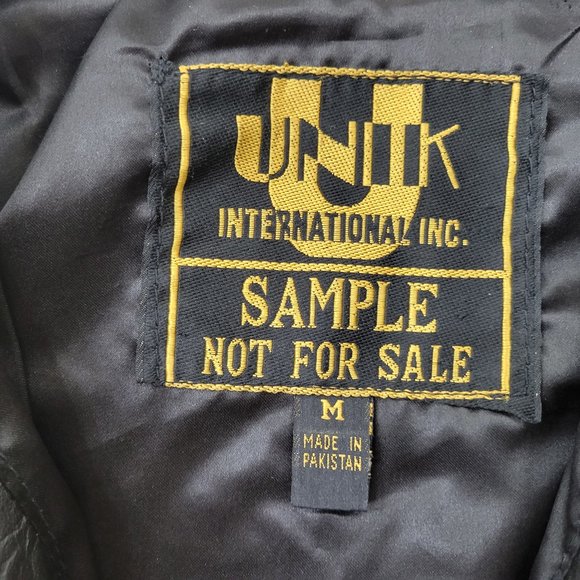 UNIK
INTERNATIONAL INC.
SAMPLE
NOT FOR SALE
M
MADE IN
PAKISTAN